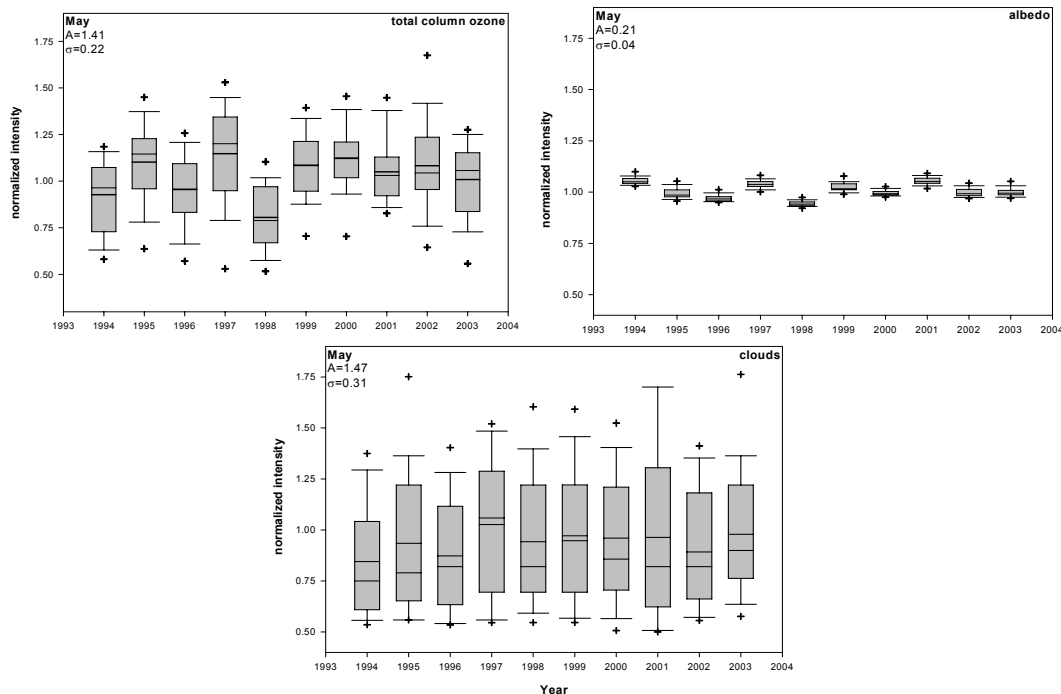 May
total column ozone
A=1.41
σ=0.22
normalized intensity
1.75
1.50
1.25
1.00
0.75
0.50
1993 1994 1995 1996 1997 1998 1999 2000 2001 2002 2003 2004
May
albedo
A=0.21
σ=0.04
normalized intensity
1.75
1.50
1.25
1.00
0.75
0.50
1993 1994 1995 1996 1997 1998 1999 2000 2001 2002 2003 2004
May
clouds
A=1.47
σ=0.31
normalized intensity
1.75
1.50
1.25
1.00
0.75
0.50
1993 1994 1995 1996 1997 1998 1999 2000 2001 2002 2003 2004
Year